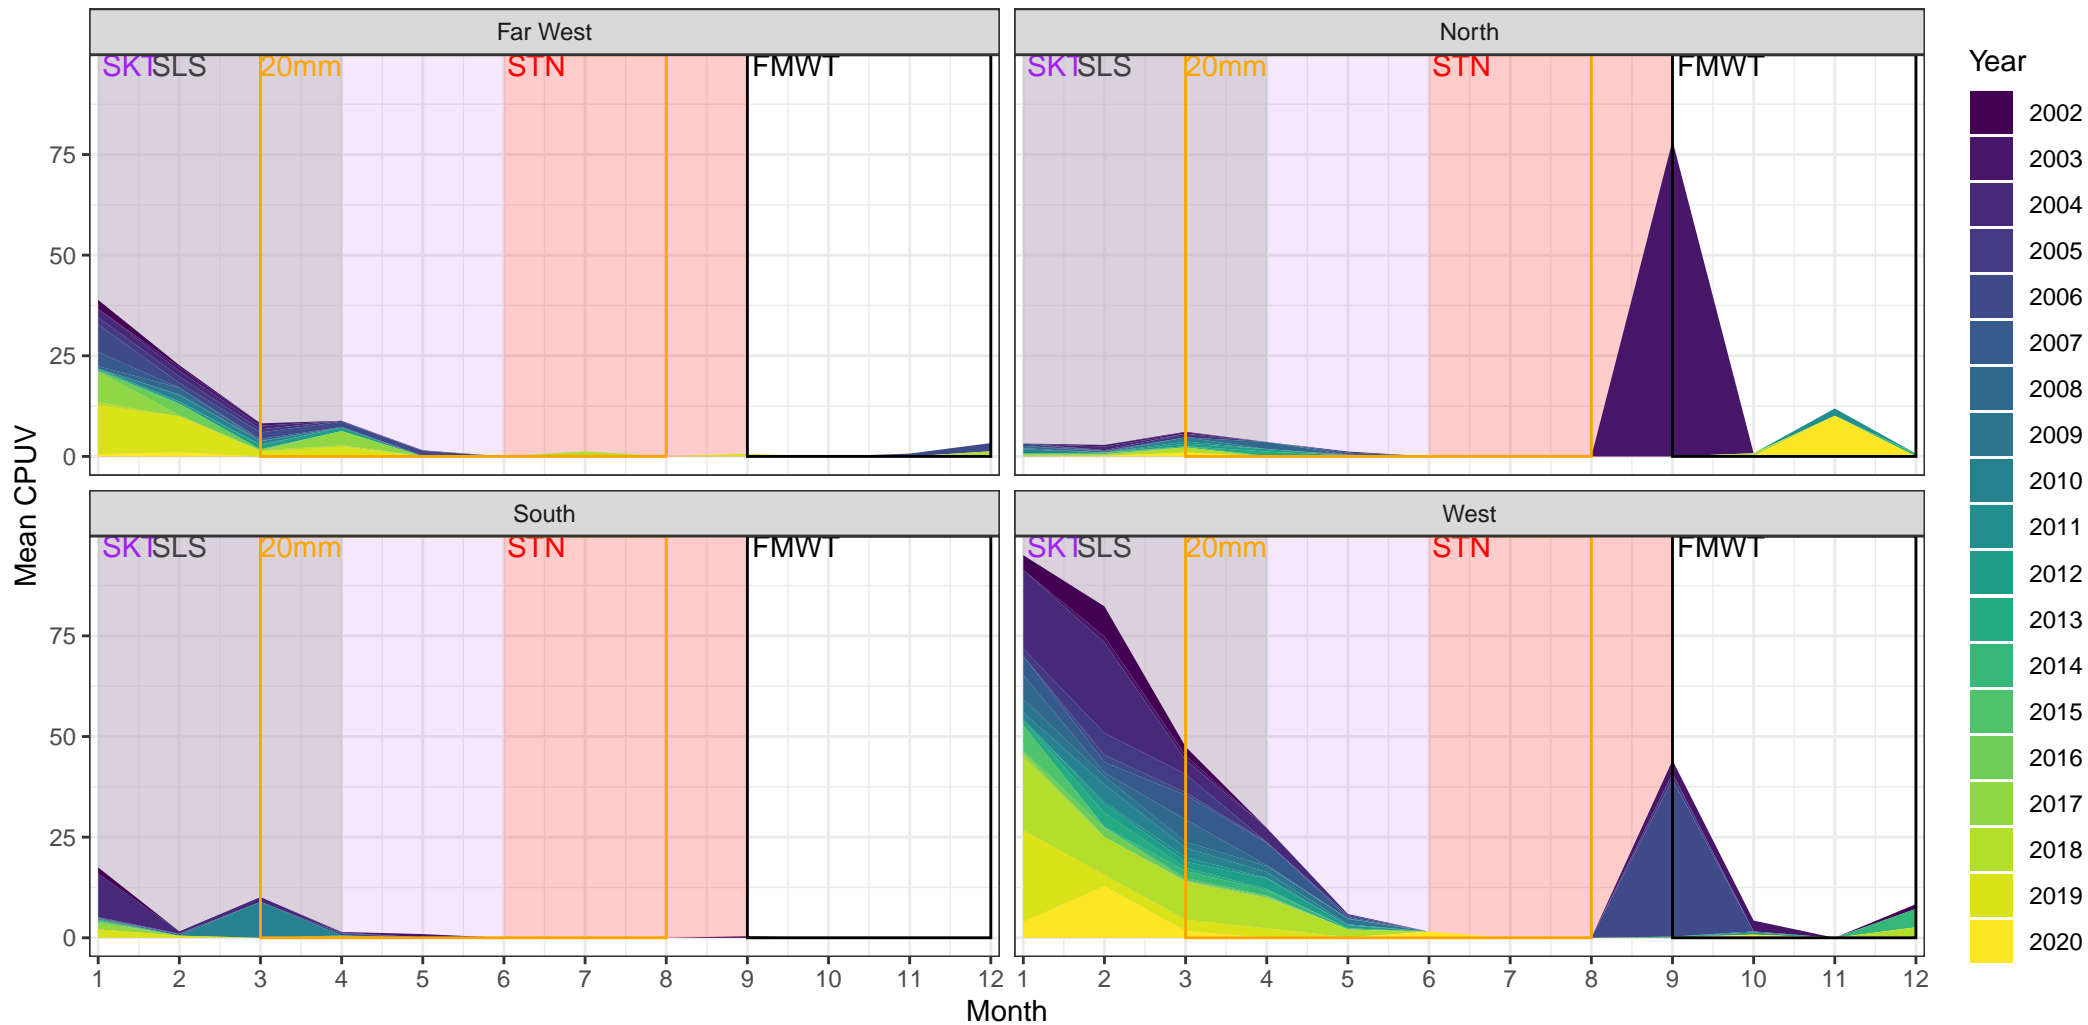 Far West
North
SKT SLS 20mm STN FMWT
SKT SLS 20mm STN FMWT
75
50
25
0
South
West
SKT SLS 20mm STN FMWT
SKT SLS 20mm STN FMWT
75
50
25
0
1 2 3 4 5 6 7 8 9 10 11 12
1 2 3 4 5 6 7 8 9 10 11 12
Month
Mean CPUV
Year
2002
2003
2004
2005
2006
2007
2008
2009
2010
2011
2012
2013
2014
2015
2016
2017
2018
2019
2020